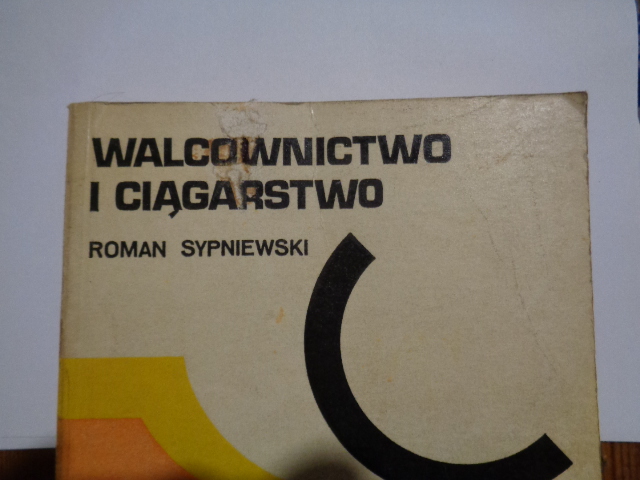 WALCOWNICTWO
I CIĄGARSTWO
ROMAN SYPNIEWSKI